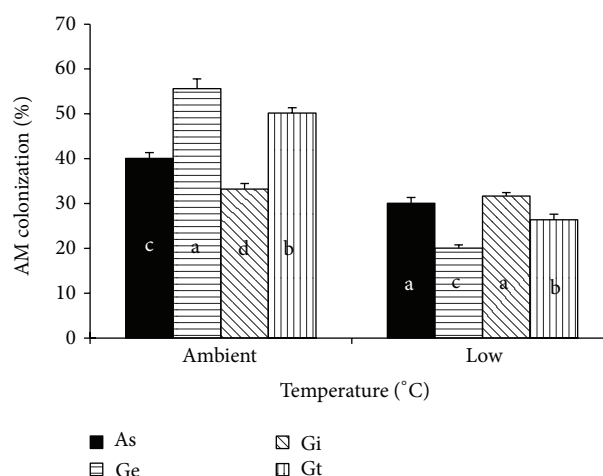 70
60
50
40
30
20
10
0
AM colonization (%)
c a d b
a c a b
Ambient Low
Temperature (°C)
As Gi
Ge Gt